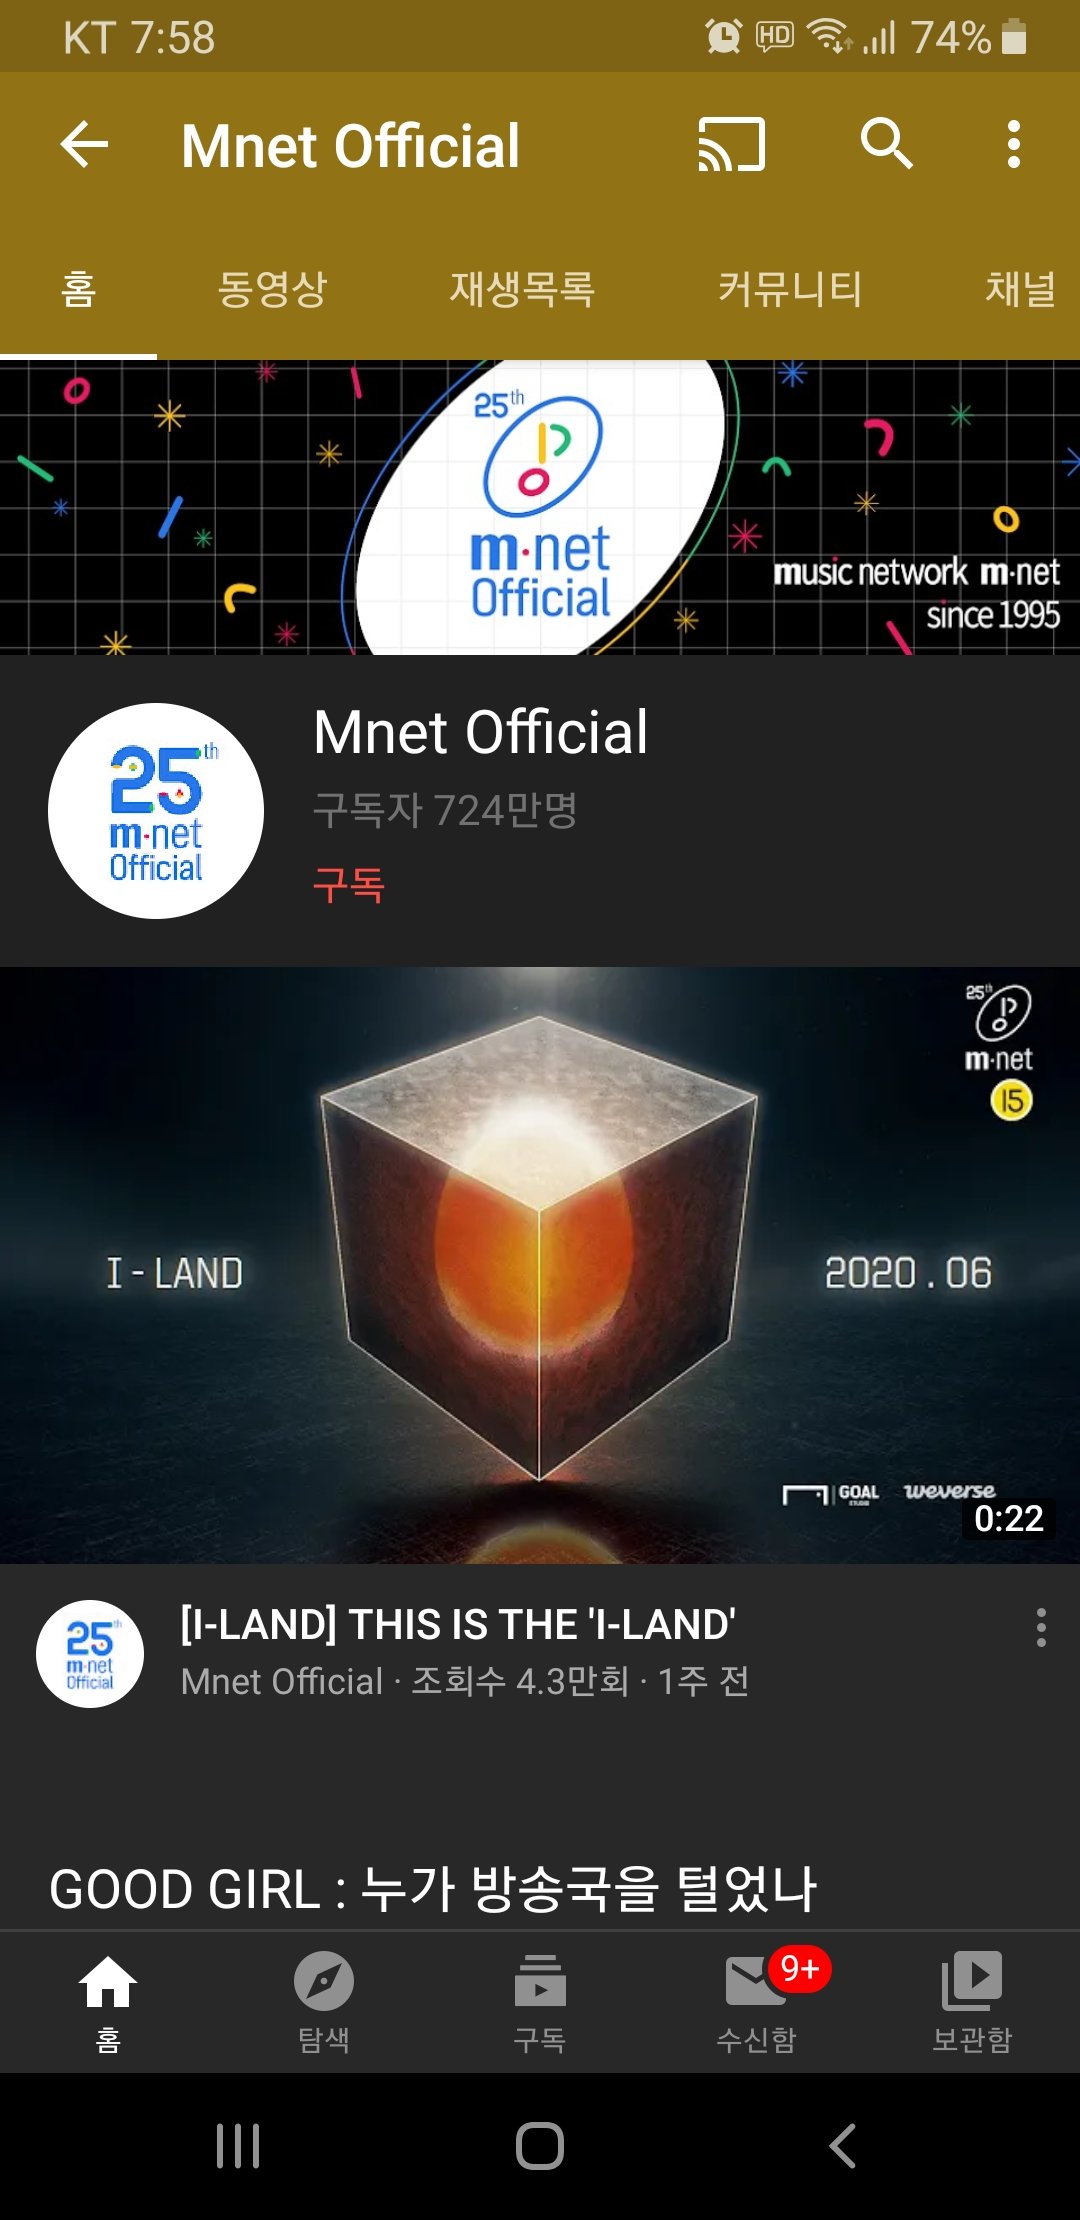 KT 7:58
HD
74%
Mnet Official
홈 동영상 재생목록 커뮤니티 채널
25th
m·net
Official
music network m·net
since 1995
25th
m·net
Official
Mnet Official
구독자 724만명
구독
25th
m·net
15
I - LAND
2020 . 06
GOAL
STUDIO
weverse
0:22
25th
m·net
Official
[I-LAND] THIS IS THE 'I-LAND'
Mnet Official · 조회수 4.3만회 · 1주 전
GOOD GIRL : 누가 방송국을 털었나
9+
홈 탐색 구독 수신함 보관함